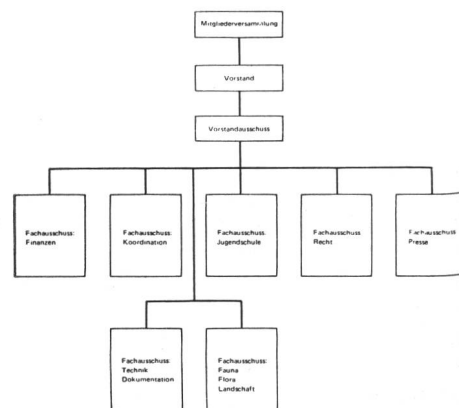 Mitgliederversammlung
Vorstand
Vorstandausschuss
Fachausschuss:
Finanzen
Fachausschuss:
Koordination
Fachausschuss:
Jugendschule
Fachausschuss
Recht
Fachausschuss
Presse
Fachausschuss:
Technik
Dokumentation
Fachausschuss:
Fauna
Flora
Landschaft